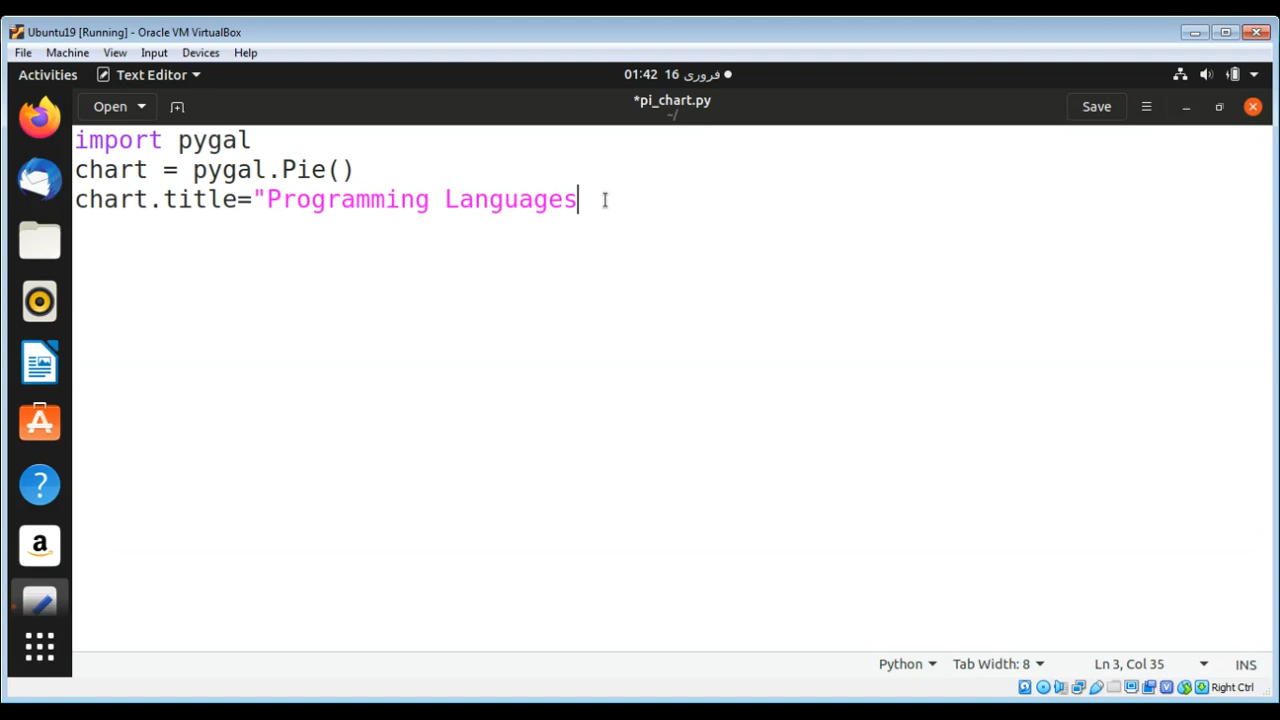 Ubuntu19 [Running] - Oracle VM VirtualBox
File Machine View Input Devices Help
Activities Text Editor 01:42 16 فروری
Open *pi_chart.py Save
~/
import pygal
chart = pygal.Pie()
chart.title="Programming Languages
Python Tab Width: 8 Ln 3, Col 35 INS
Right Ctrl